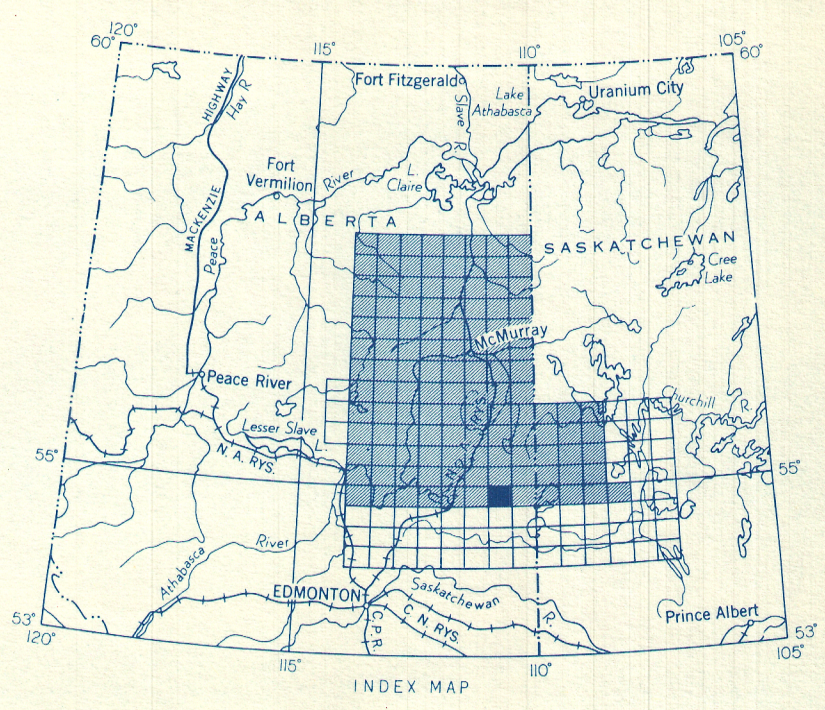 120°
60°
115°
110°
105°
60°
HIGHWAY
Hay R
Fort Fitzgerald
Slave R.
Lake
Athabasca
Uranium City
Fort
Vermilion
River
L.
Claire
MACKENZIE
Peace
ALBERTA
SASKATCHEWAN
Cree
Lake
McMurray
Peace River
Churchill
R.
Lesser Slave
L.
N. A. RYS.
55°
55°
River
Athabasca
EDMONTON
Saskatchewan
R.
C. N. RYS.
C. P. R.
Prince Albert
53°
120°
115°
110°
53°
105°
INDEX MAP